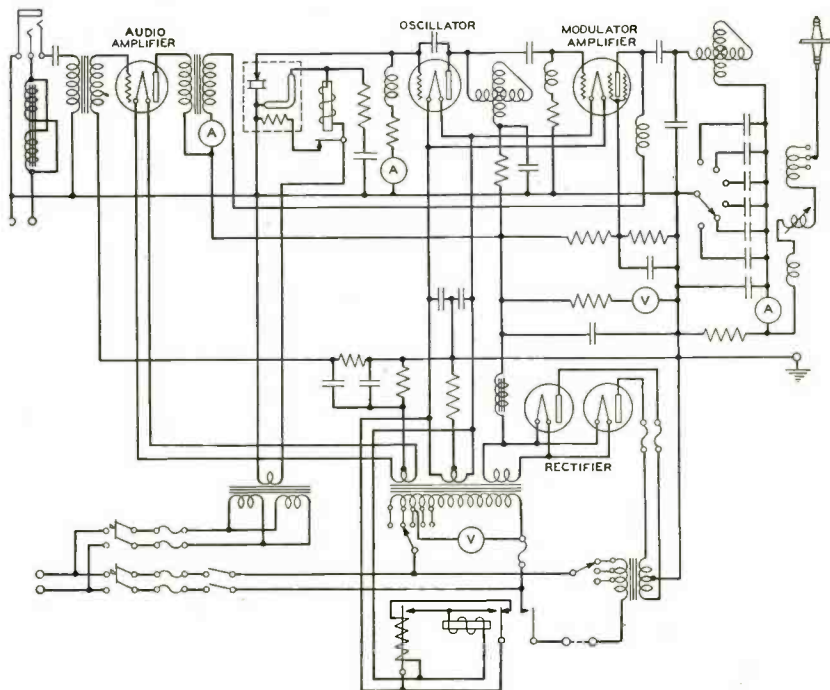 AUDIO
AMPLIFIER
OSCILLATOR
MODULATOR
AMPLIFIER
A
A
V
A
RECTIFIER
V